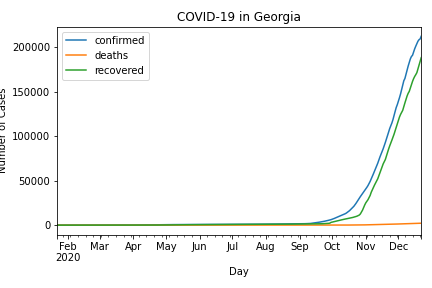 COVID-19 in Georgia
confirmed
deaths
recovered
200000
150000
100000
50000
0
Number of Cases
Feb Mar Apr May Jun Jul Aug Sep Oct Nov Dec
2020
Day